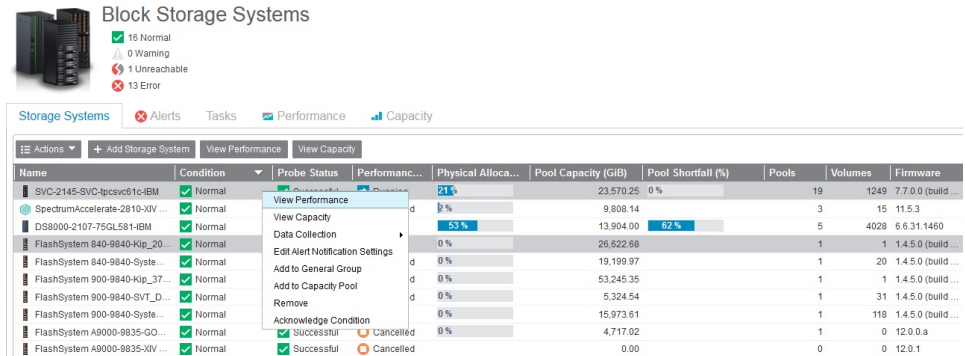 Block Storage Systems
16 Normal
0 Warning
1 Unreachable
13 Error
Storage Systems Alerts Tasks Performance Capacity
Actions + Add Storage System View Performance View Capacity
Name Condition Probe Status Performanc... Physical Alloca... Pool Capacity (GiB) Pool Shortfall (%) Pools Volumes Firmware
SVC-2145-SVC-tpcsvc61c-IBM Normal Successful Running 21 % 23,570.25 0 % 19 1249 7.7.0.0 (build ...
View Performance
SpectrumAccelerate-2810-XIV ... Normal d 2 % 9,808.14 3 15 11.5.3
View Capacity
DS8000-2107-75GL581-IBM Normal 53 % 13,904.00 62 % 5 4028 6.6.31.1460
Data Collection
FlashSystem 840-9840-Kip_20... Normal 0 % 26,622.68 1 1 1.4.5.0 (build ...
Edit Alert Notification Settings
FlashSystem 840-9840-Syste... Normal d 0 % 19,199.97 1 20 1.4.5.0 (build ...
Add to General Group
FlashSystem 900-9840-Kip_37... Normal d 0 % 53,245.35 1 1 1.4.5.0 (build ...
Add to Capacity Pool
FlashSystem 900-9840-SVT_D... Normal d 0 % 5,324.54 1 31 1.4.5.0 (build ...
Remove
FlashSystem 900-9840-Syste... Normal 0 % 15,973.61 1 118 1.4.5.0 (build ...
Acknowledge Condition
FlashSystem A9000-9835-GO... Normal Successful Cancelled 0 % 4,717.02 1 0 12.0.0.a
FlashSystem A9000-9835-XIV ... Normal Successful Cancelled 0.00 0 0 12.0.1